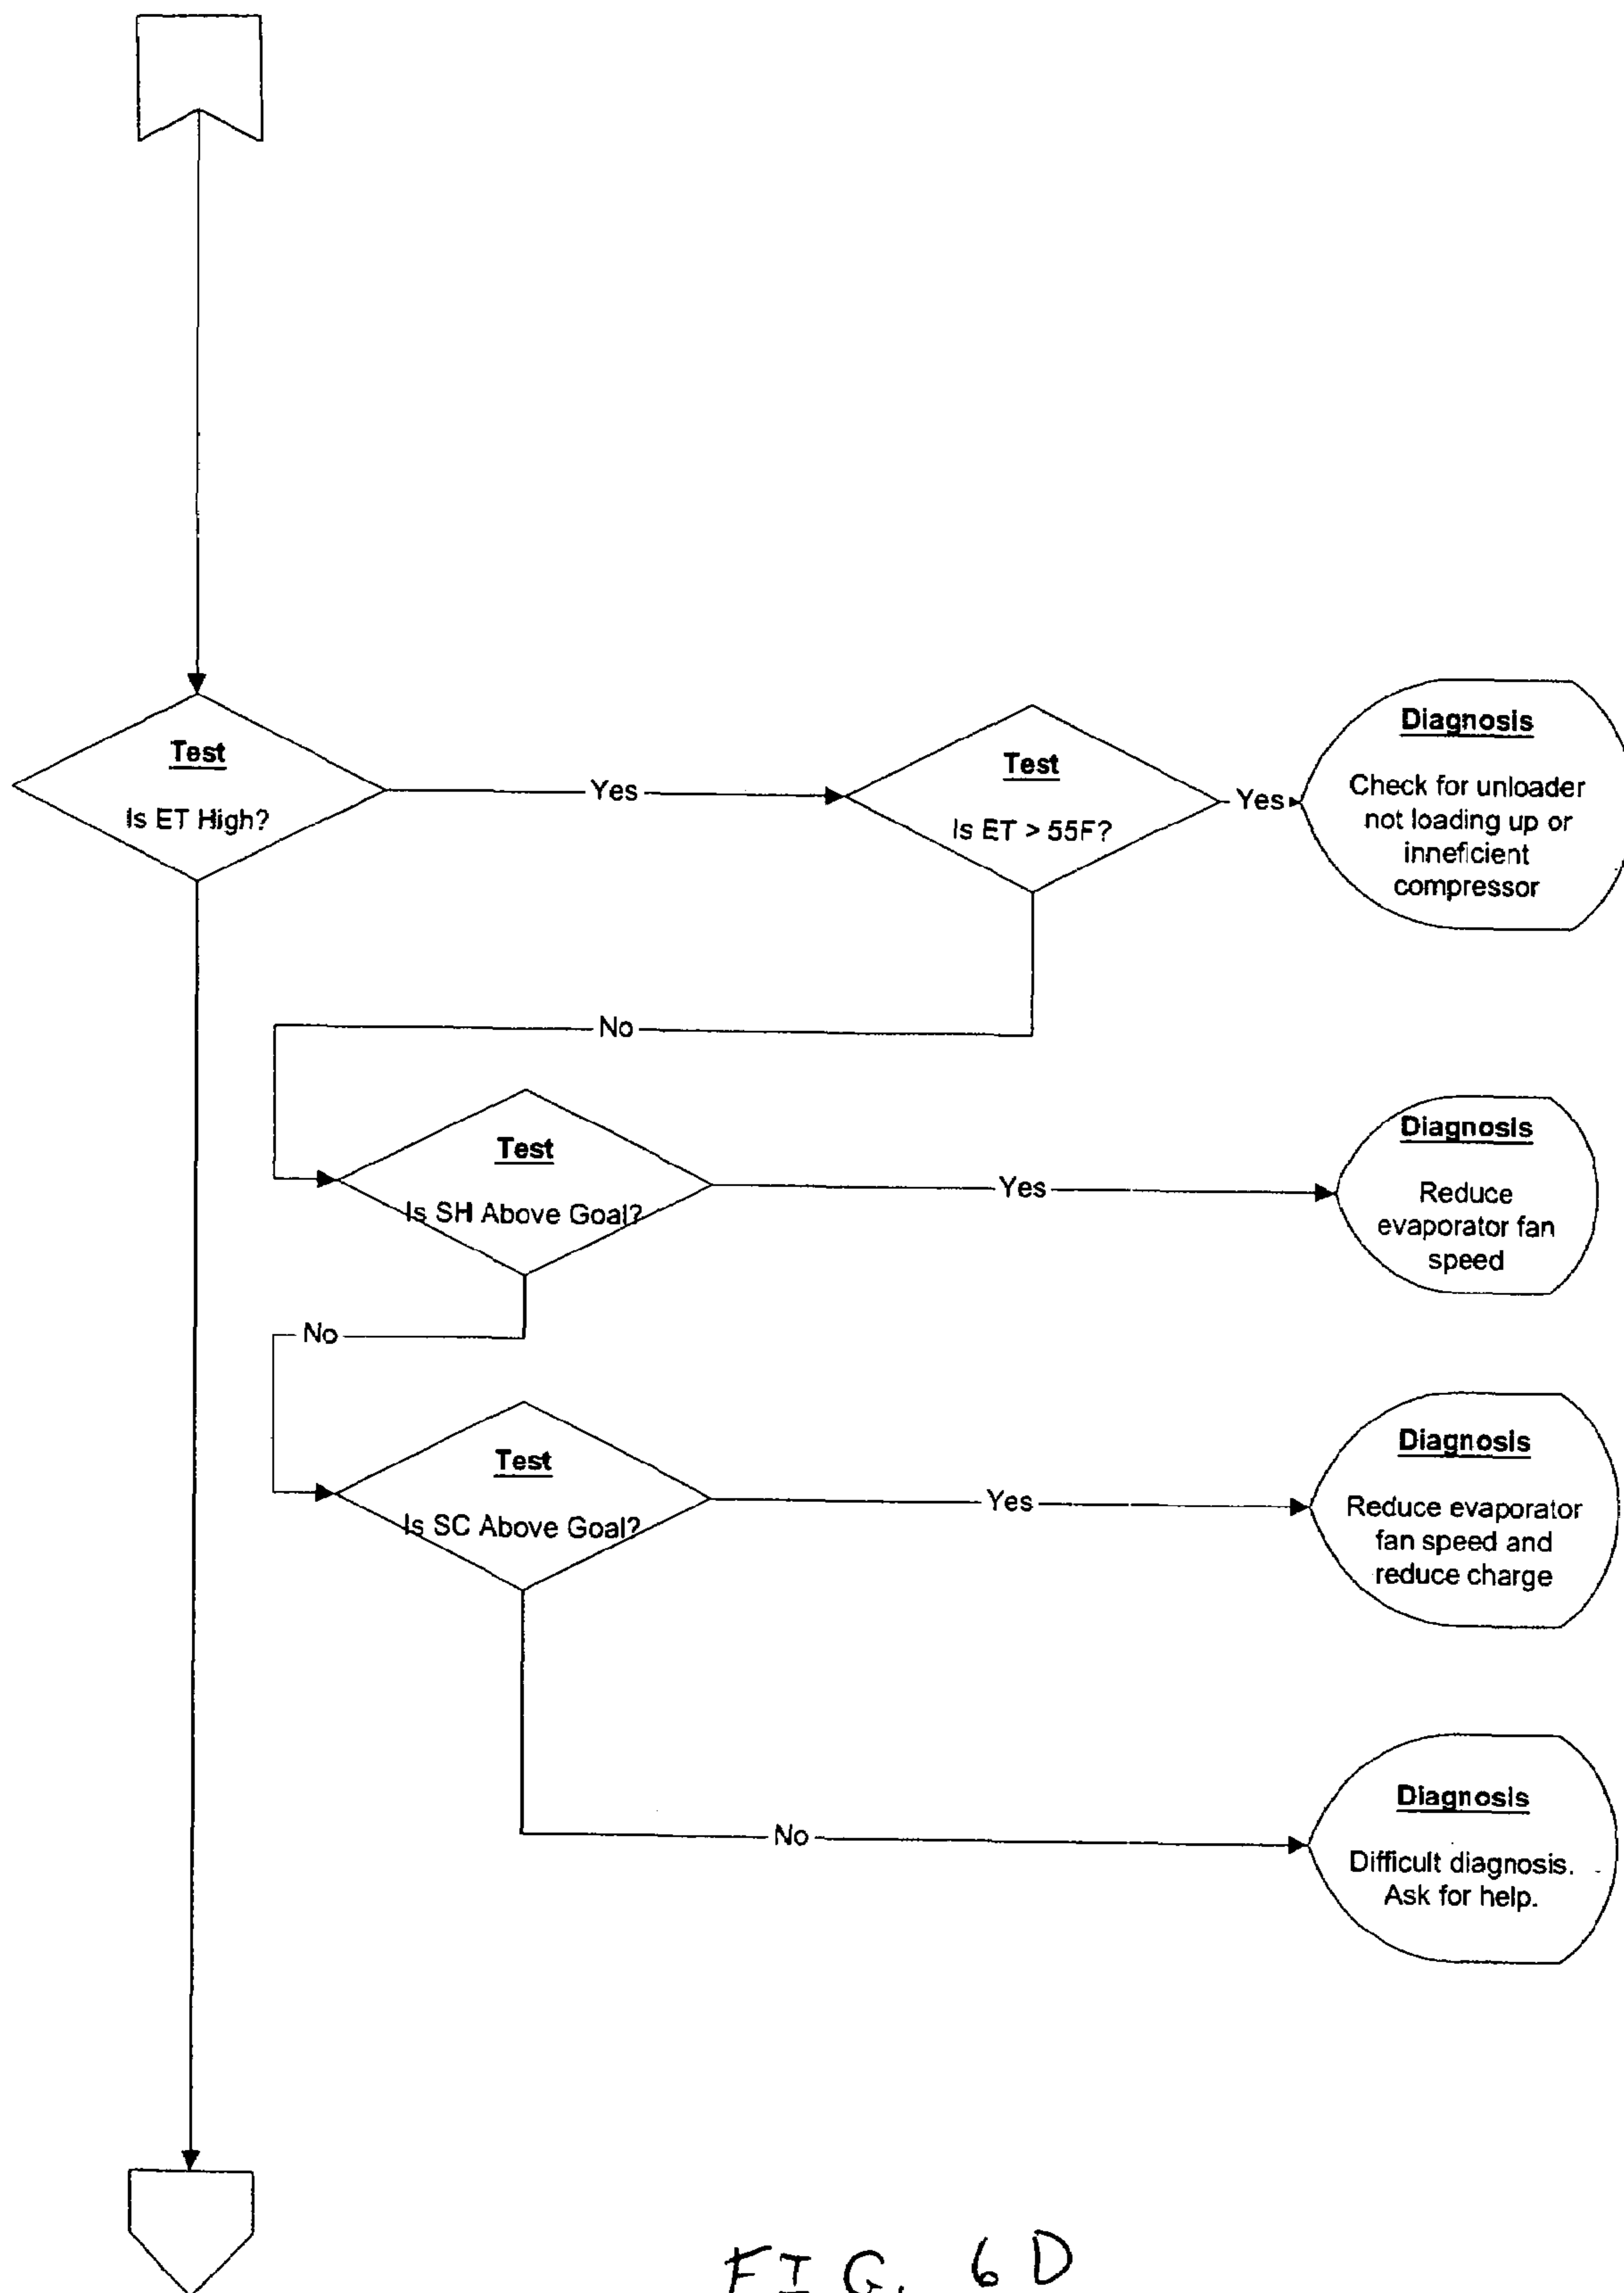 Test
Is ET High?
Yes
Test
Is ET > 55F?
Yes
Diagnosis
Check for unloader
not loading up or
inneficient
compressor
No
Test
Is SH Above Goal?
Yes
Diagnosis
Reduce
evaporator fan
speed
No
Test
Is SC Above Goal?
Yes
Diagnosis
Reduce evaporator
fan speed and
reduce charge
No
Diagnosis
Difficult diagnosis.
Ask for help.
FIG. 6D